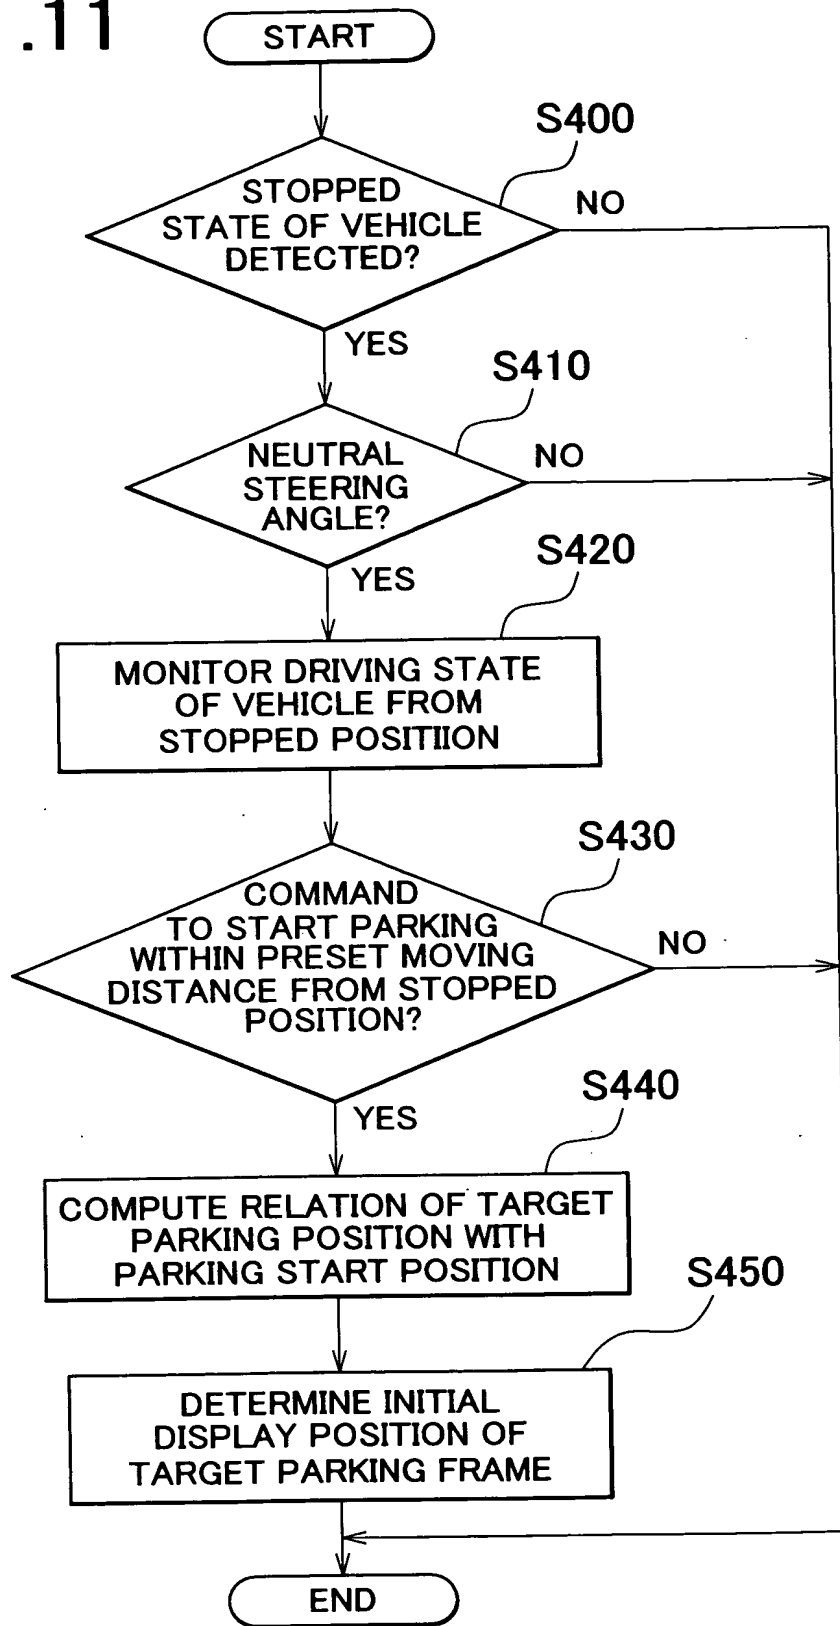 .11
START
S400
STOPPED
STATE OF VEHICLE
DETECTED?
NO
YES
S410
NEUTRAL
STEERING
ANGLE?
NO
YES
S420
MONITOR DRIVING STATE
OF VEHICLE FROM
STOPPED POSITIION
S430
COMMAND
TO START PARKING
WITHIN PRESET MOVING
DISTANCE FROM STOPPED
POSITION?
NO
YES
S440
COMPUTE RELATION OF TARGET
PARKING POSITION WITH
PARKING START POSITION
S450
DETERMINE INITIAL
DISPLAY POSITION OF
TARGET PARKING FRAME
END